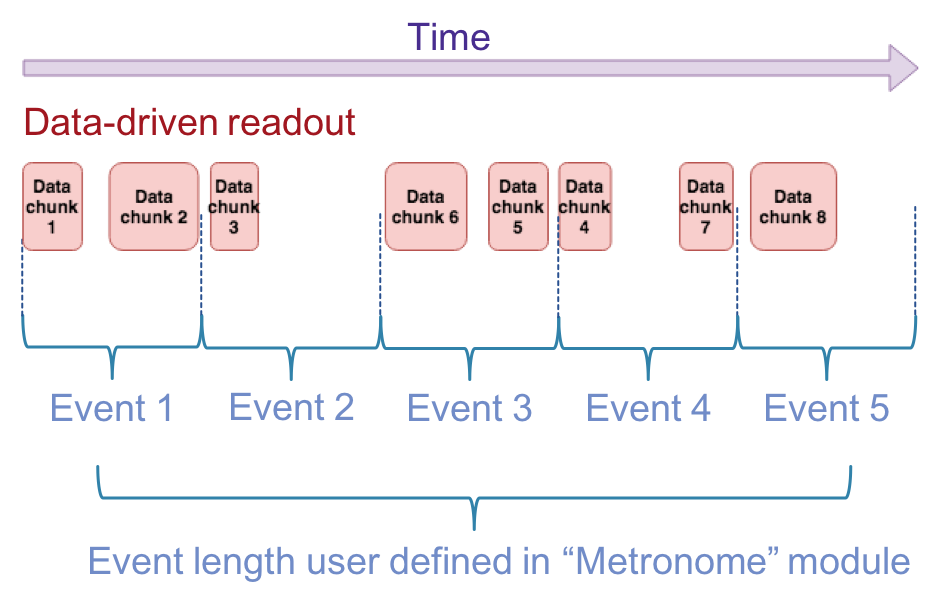 Time
Data-driven readout
Data
chunk
1
Data
chunk 2
Data
chunk
3
Data
chunk 6
Data
chunk
5
Data
chunk
4
Data
chunk
7
Data
chunk 8
Event 1
Event 2
Event 3
Event 4
Event 5
Event length user defined in “Metronome” module